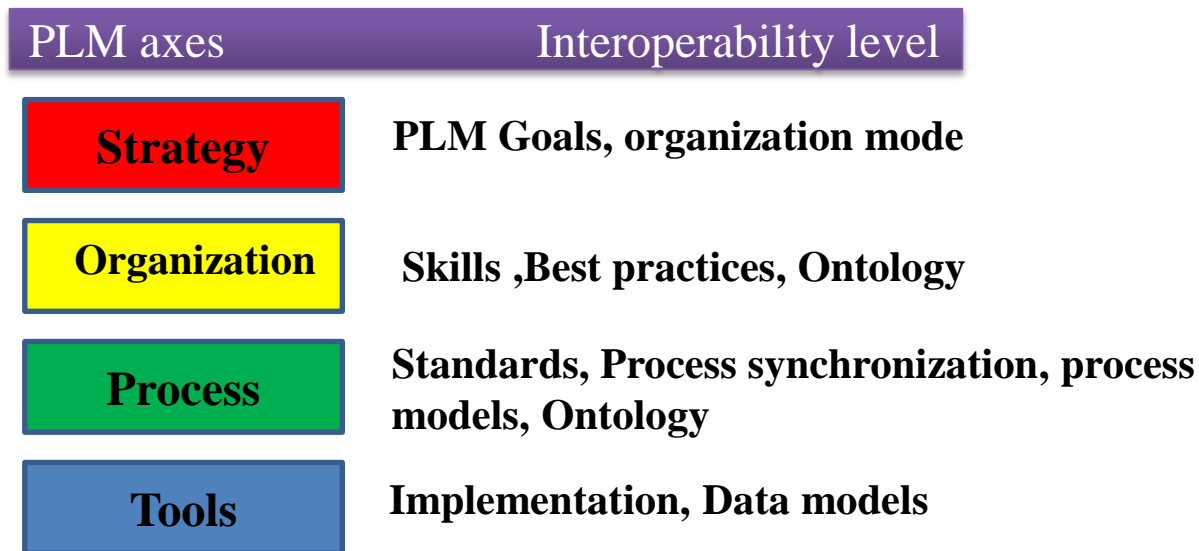 PLM axes Interoperability level
Strategy
PLM Goals, organization mode
Organization
Skills ,Best practices, Ontology
Process
Standards, Process synchronization, process
models, Ontology
Tools
Implementation, Data models